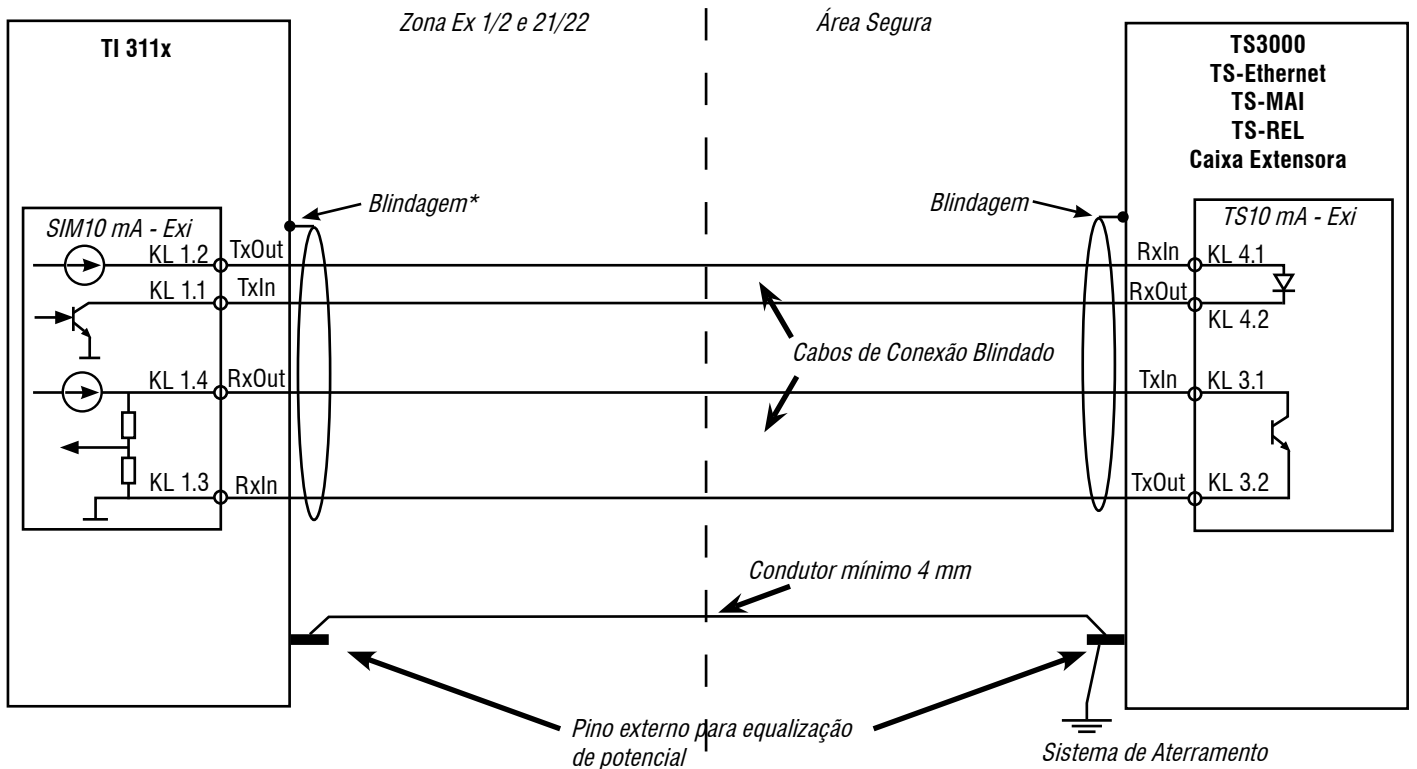 Zona Ex 1/2 e 21/22
Área Segura
TI 311x
TS3000
TS-Ethernet
TS-MAI
TS-REL
Caixa Extensora
Blindagem*
Blindagem
SIM10 mA - Exi
TS10 mA - Exi
KL 1.2
TxOut
RxIn
KL 4.1
KL 1.1
TxIn
RxOut
KL 4.2
Cabos de Conexão Blindado
KL 1.4
RxOut
TxIn
KL 3.1
KL 1.3
RxIn
TxOut
KL 3.2
Condutor mínimo 4 mm
Pino externo para equalização
de potencial
Sistema de Aterramento